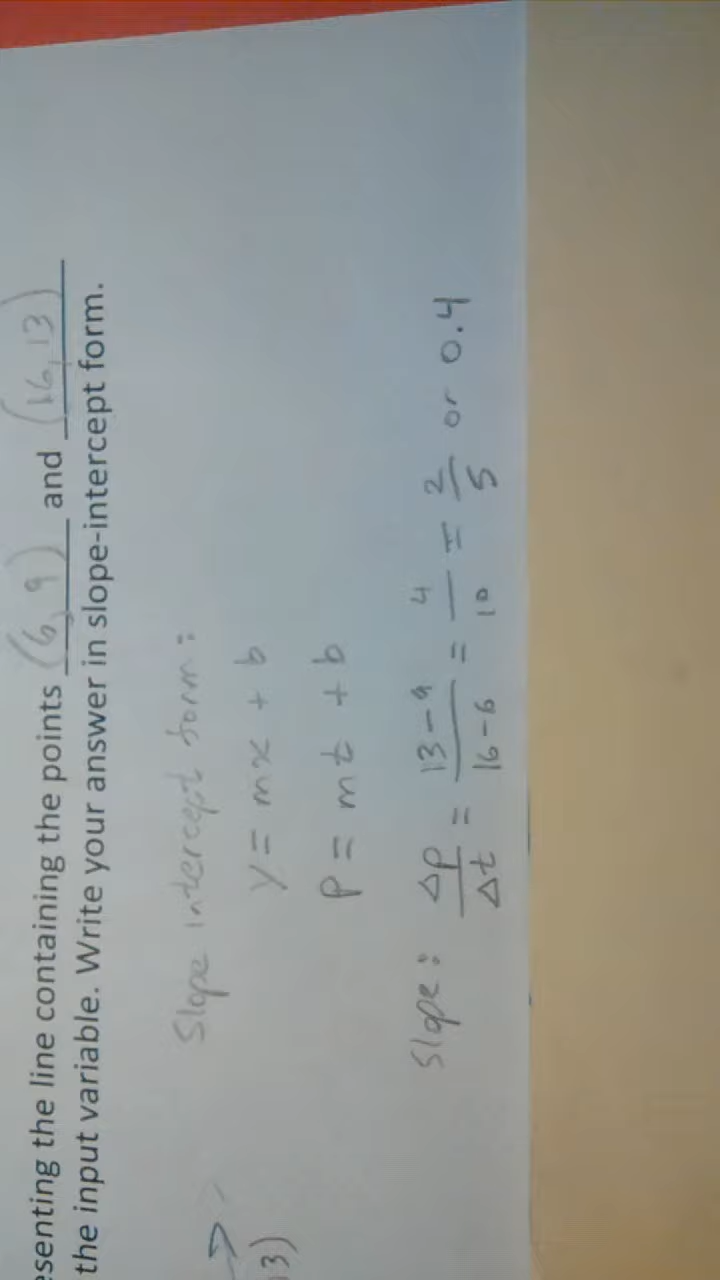 esenting the line containing the points (6, 9) and (16, 13)
the input variable. Write your answer in slope-intercept form.
Slope intercept form:
y = mx + b
P = mt + b
13)
Slope: ΔP/Δt = 13-9/16-6 = 4/10 = 2/5 or 0.4